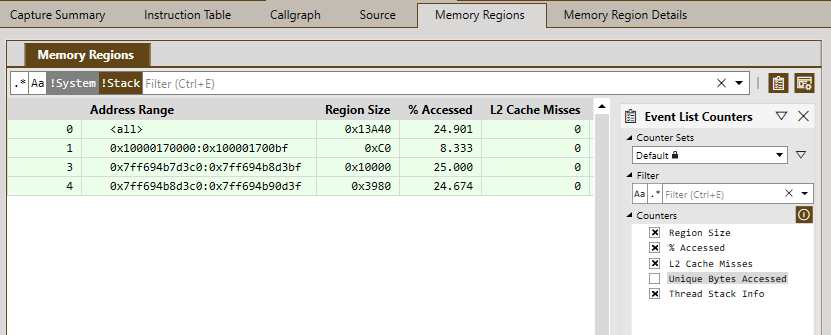 Capture Summary Instruction Table Callgraph Source Memory Regions Memory Region Details
Memory Regions
.* Aa !System !Stack Filter (Ctrl+E)
Address Range Region Size % Accessed L2 Cache Misses
0 <all> 0x13A40 24.901 0
1 0x10000170000:0x100001700bf 0xC0 8.333 0
3 0x7ff694b7d3c0:0x7ff694b8d3bf 0x10000 25.000 0
4 0x7ff694b8d3c0:0x7ff694b90d3f 0x3980 24.674 0
Event List Counters
Counter Sets
Default
Filter
Aa .* Filter (Ctrl+E)
Counters
Region Size
% Accessed
L2 Cache Misses
Unique Bytes Accessed
Thread Stack Info